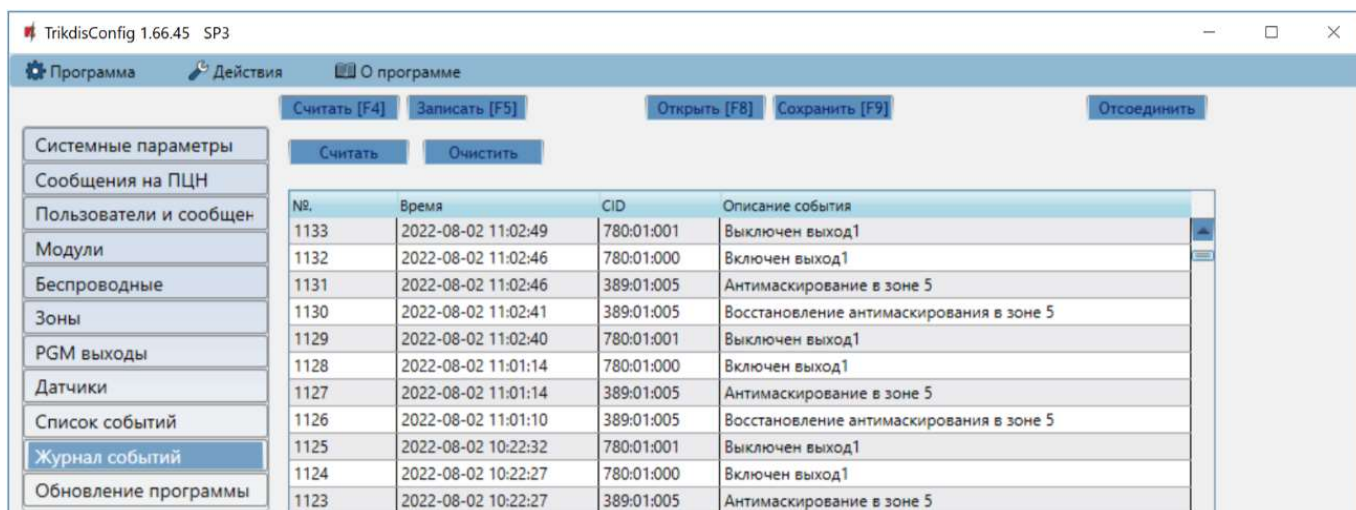 TrikdisConfig 1.66.45 SP3
Программа Действия О программе
Считать [F4] Записать [F5] Открыть [F8] Сохранить [F9] Отсоединить
Системные параметры
Сообщения на ПЦН
Пользователи и сообщен
Модули
Беспроводные
Зоны
PGM выходы
Датчики
Список событий
Журнал событий
Обновление программы
Считать Очистить
№. Время CID Описание события
1133 2022-08-02 11:02:49 780:01:001 Выключен выход1
1132 2022-08-02 11:02:46 780:01:000 Включен выход1
1131 2022-08-02 11:02:46 389:01:005 Антимаскирование в зоне 5
1130 2022-08-02 11:02:41 389:01:005 Восстановление антимаскирования в зоне 5
1129 2022-08-02 11:02:40 780:01:001 Выключен выход1
1128 2022-08-02 11:01:14 780:01:000 Включен выход1
1127 2022-08-02 11:01:14 389:01:005 Антимаскирование в зоне 5
1126 2022-08-02 11:01:10 389:01:005 Восстановление антимаскирования в зоне 5
1125 2022-08-02 10:22:32 780:01:001 Выключен выход1
1124 2022-08-02 10:22:27 780:01:000 Включен выход1
1123 2022-08-02 10:22:27 389:01:005 Антимаскирование в зоне 5